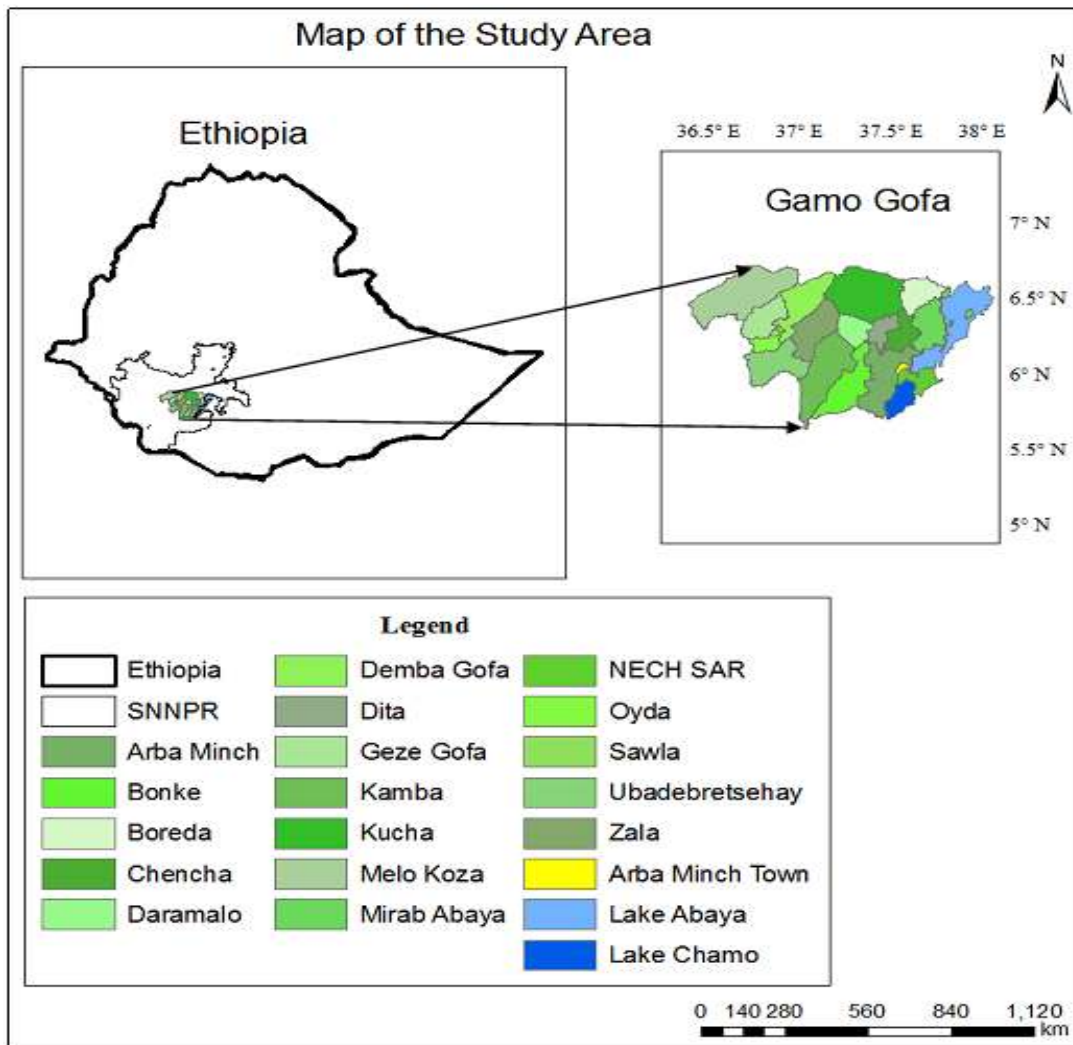 Map of the Study Area
N
Ethiopia
36.5° E 37° E 37.5° E 38° E
Gamo Gofa
7° N
6.5° N
6° N
5.5° N
5° N
Legend
Ethiopia
SNNPR
Arba Minch
Bonke
Boreda
Chencha
Daramalo
Demba Gofa
Dita
Geze Gofa
Kamba
Kucha
Melo Koza
Mirab Abaya
NECH SAR
Oyda
Sawla
Ubadebretsehay
Zala
Arba Minch Town
Lake Abaya
Lake Chamo
0 140 280 560 840 1,120
km